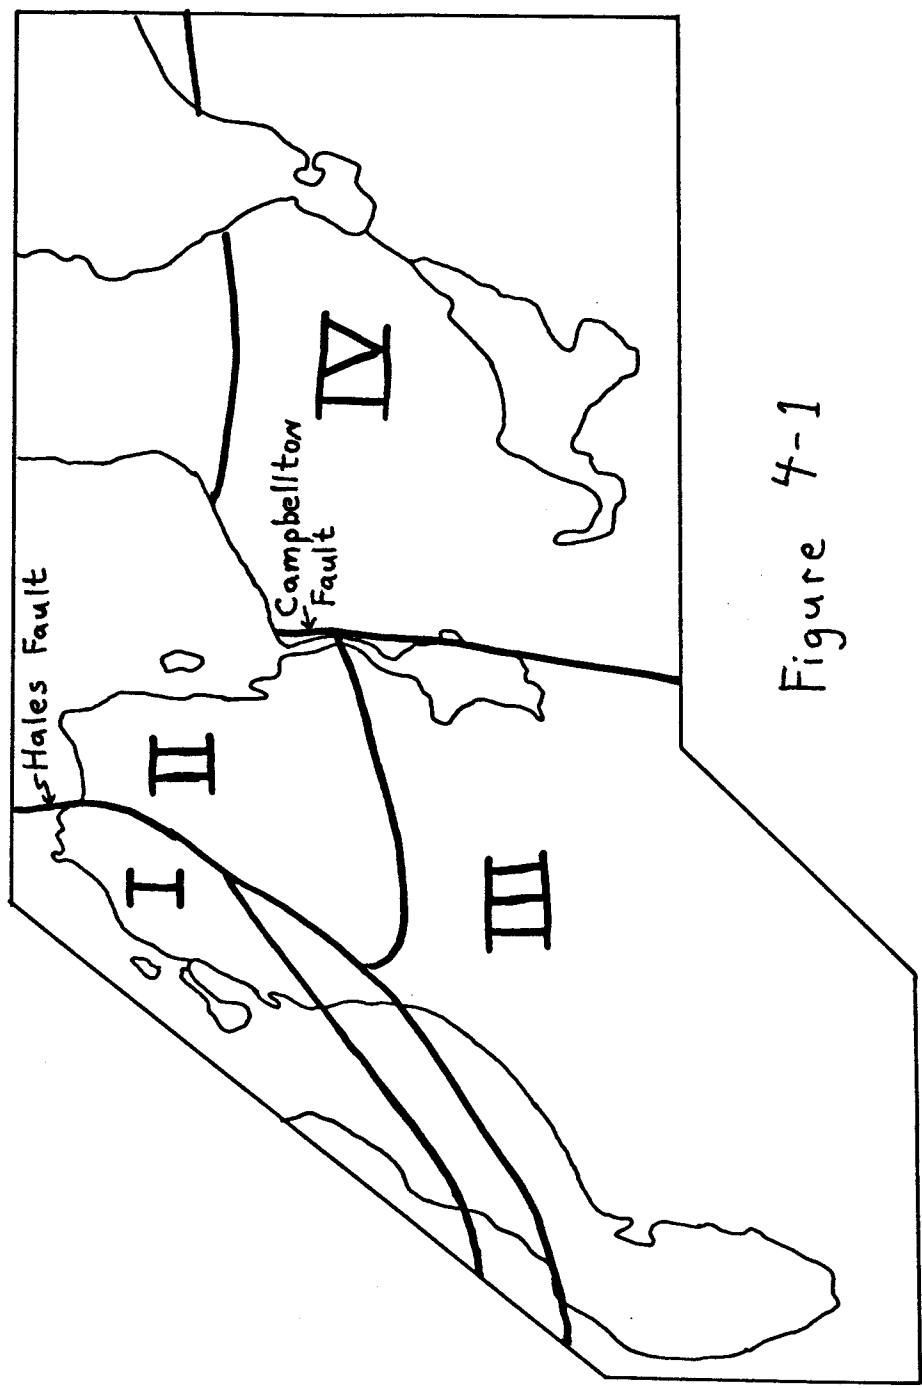 Hales Fault
I
II
III
IV
Campbellton
Fault
Figure 4-1